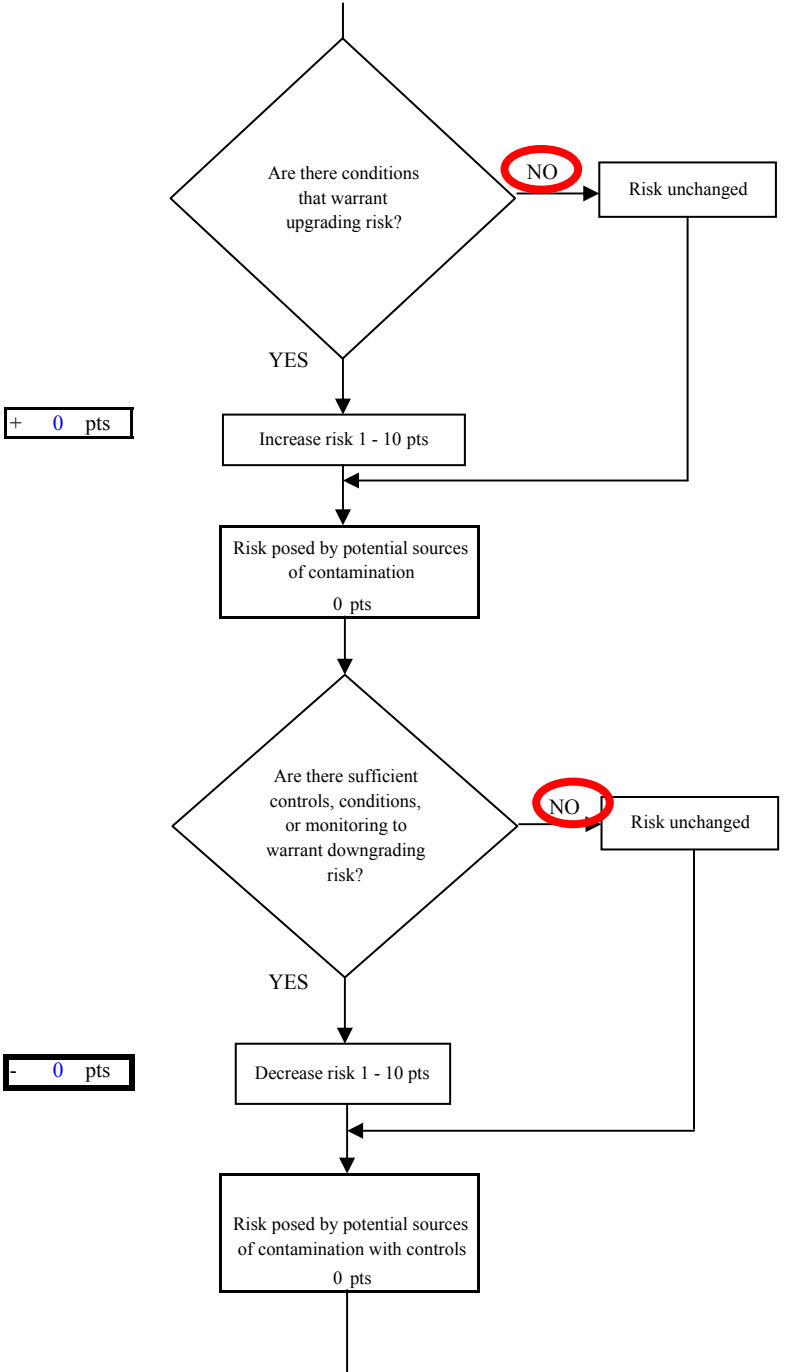 Are there conditions
that warrant
upgrading risk?
NO
Risk unchanged
YES
+ 0 pts
Increase risk 1 - 10 pts
Risk posed by potential sources
of contamination
0 pts
Are there sufficient
controls, conditions,
or monitoring to
warrant downgrading
risk?
NO
Risk unchanged
YES
- 0 pts
Decrease risk 1 - 10 pts
Risk posed by potential sources
of contamination with controls
0 pts